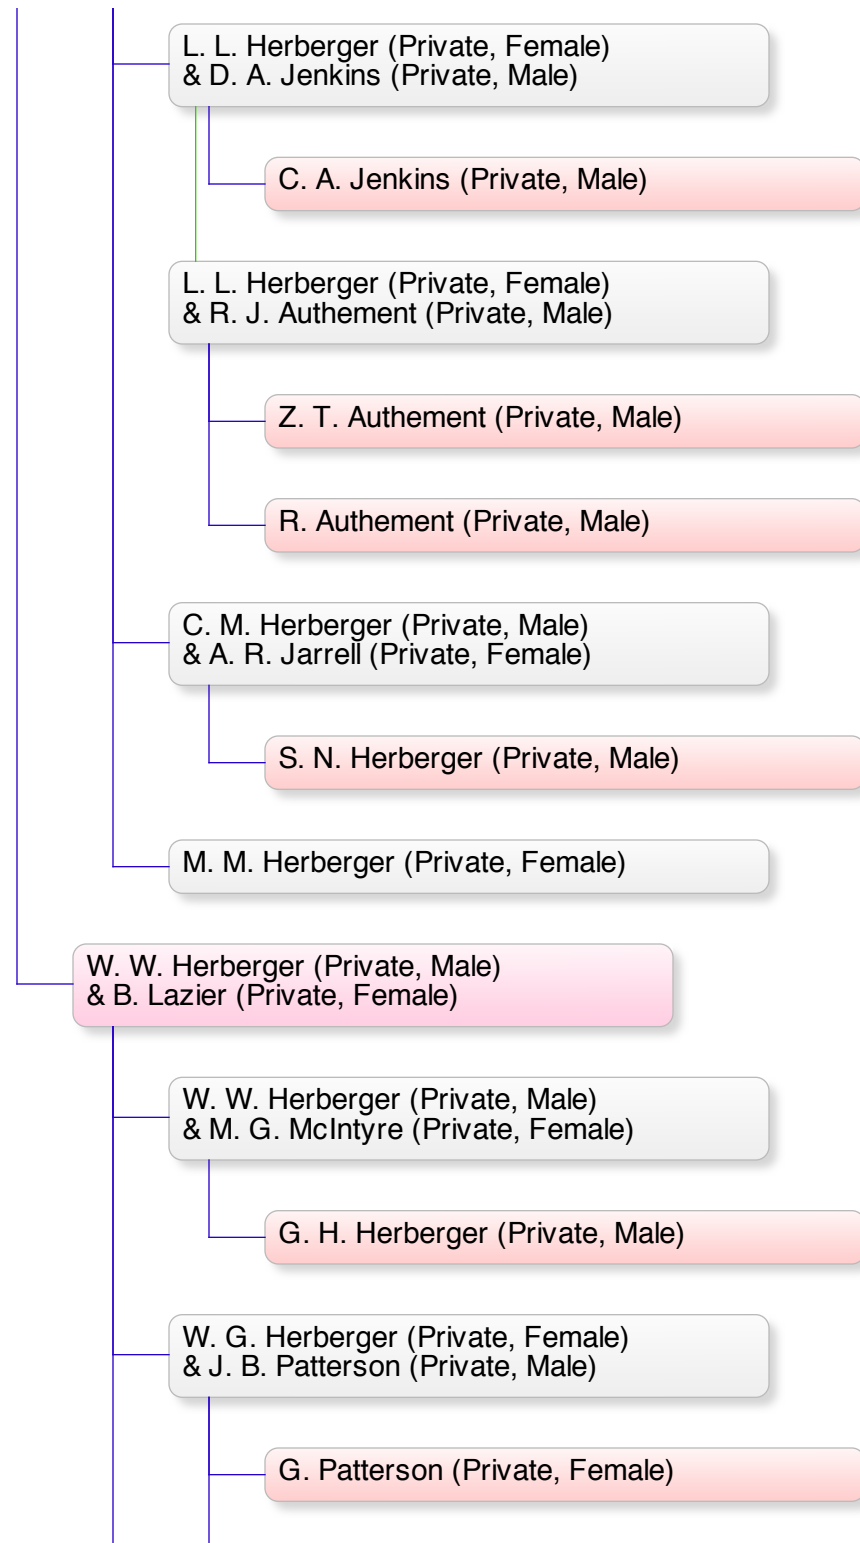 L. L. Herberger (Private, Female)
& D. A. Jenkins (Private, Male)
C. A. Jenkins (Private, Male)
L. L. Herberger (Private, Female)
& R. J. Authement (Private, Male)
Z. T. Authement (Private, Male)
R. Authement (Private, Male)
C. M. Herberger (Private, Male)
& A. R. Jarrell (Private, Female)
S. N. Herberger (Private, Male)
M. M. Herberger (Private, Female)
W. W. Herberger (Private, Male)
& B. Lazier (Private, Female)
W. W. Herberger (Private, Male)
& M. G. McIntyre (Private, Female)
G. H. Herberger (Private, Male)
W. G. Herberger (Private, Female)
& J. B. Patterson (Private, Male)
G. Patterson (Private, Female)